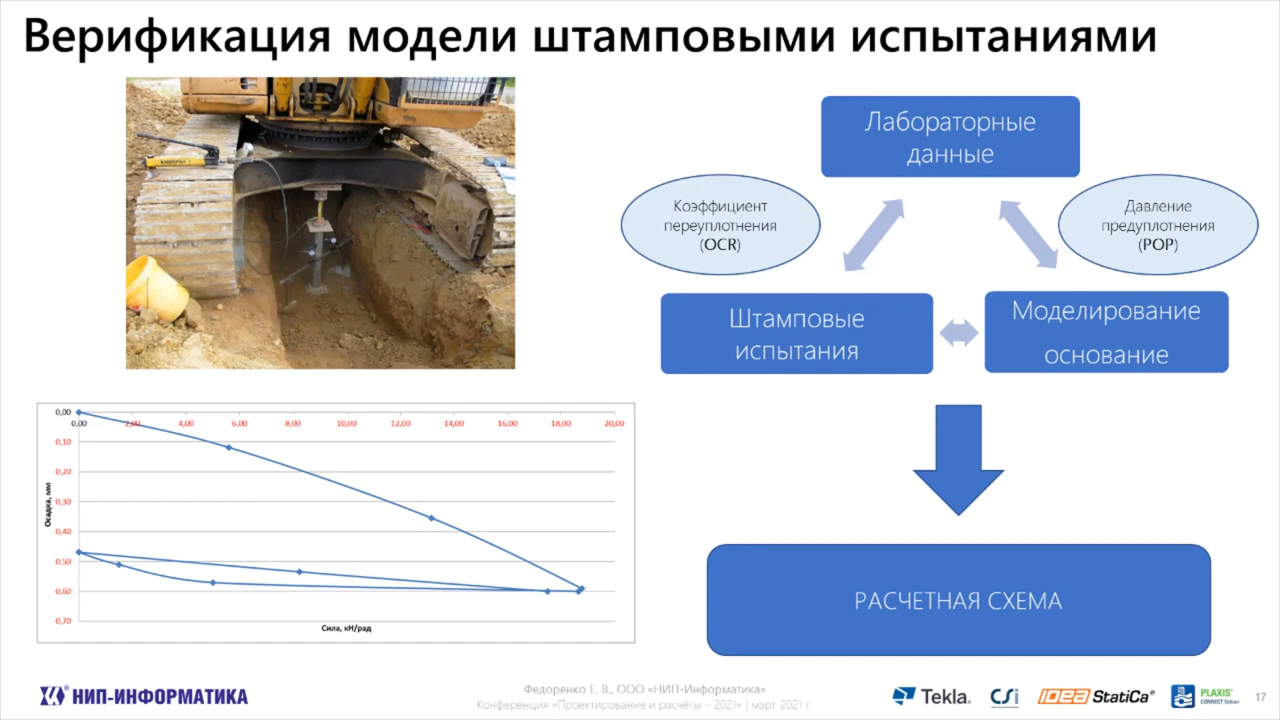 Верификация модели штамповыми испытаниями
Лабораторные
данные
Коэффициент
переуплотнения
(OCR)
Давление
предуплотнения
(POP)
Штамповые
испытания
Моделирование
основание
РАСЧЕТНАЯ СХЕМА
0,00
0,00 2,00 4,00 6,00 8,00 10,00 12,00 14,00 16,00 18,00 20,00
0,10
0,20
0,30
0,40
0,50
0,60
0,70
Осадка, мм
Сила, кН/рад
НИП-ИНФОРМАТИКА
Федоренко Е. В., ООО «НИП-Информатика»
Конференция «Проектирование и расчёты – 2021» | март 2021 г.
Tekla.
CSi
IDEA StatiCa®
PLAXIS®
CONNECT Edition
17